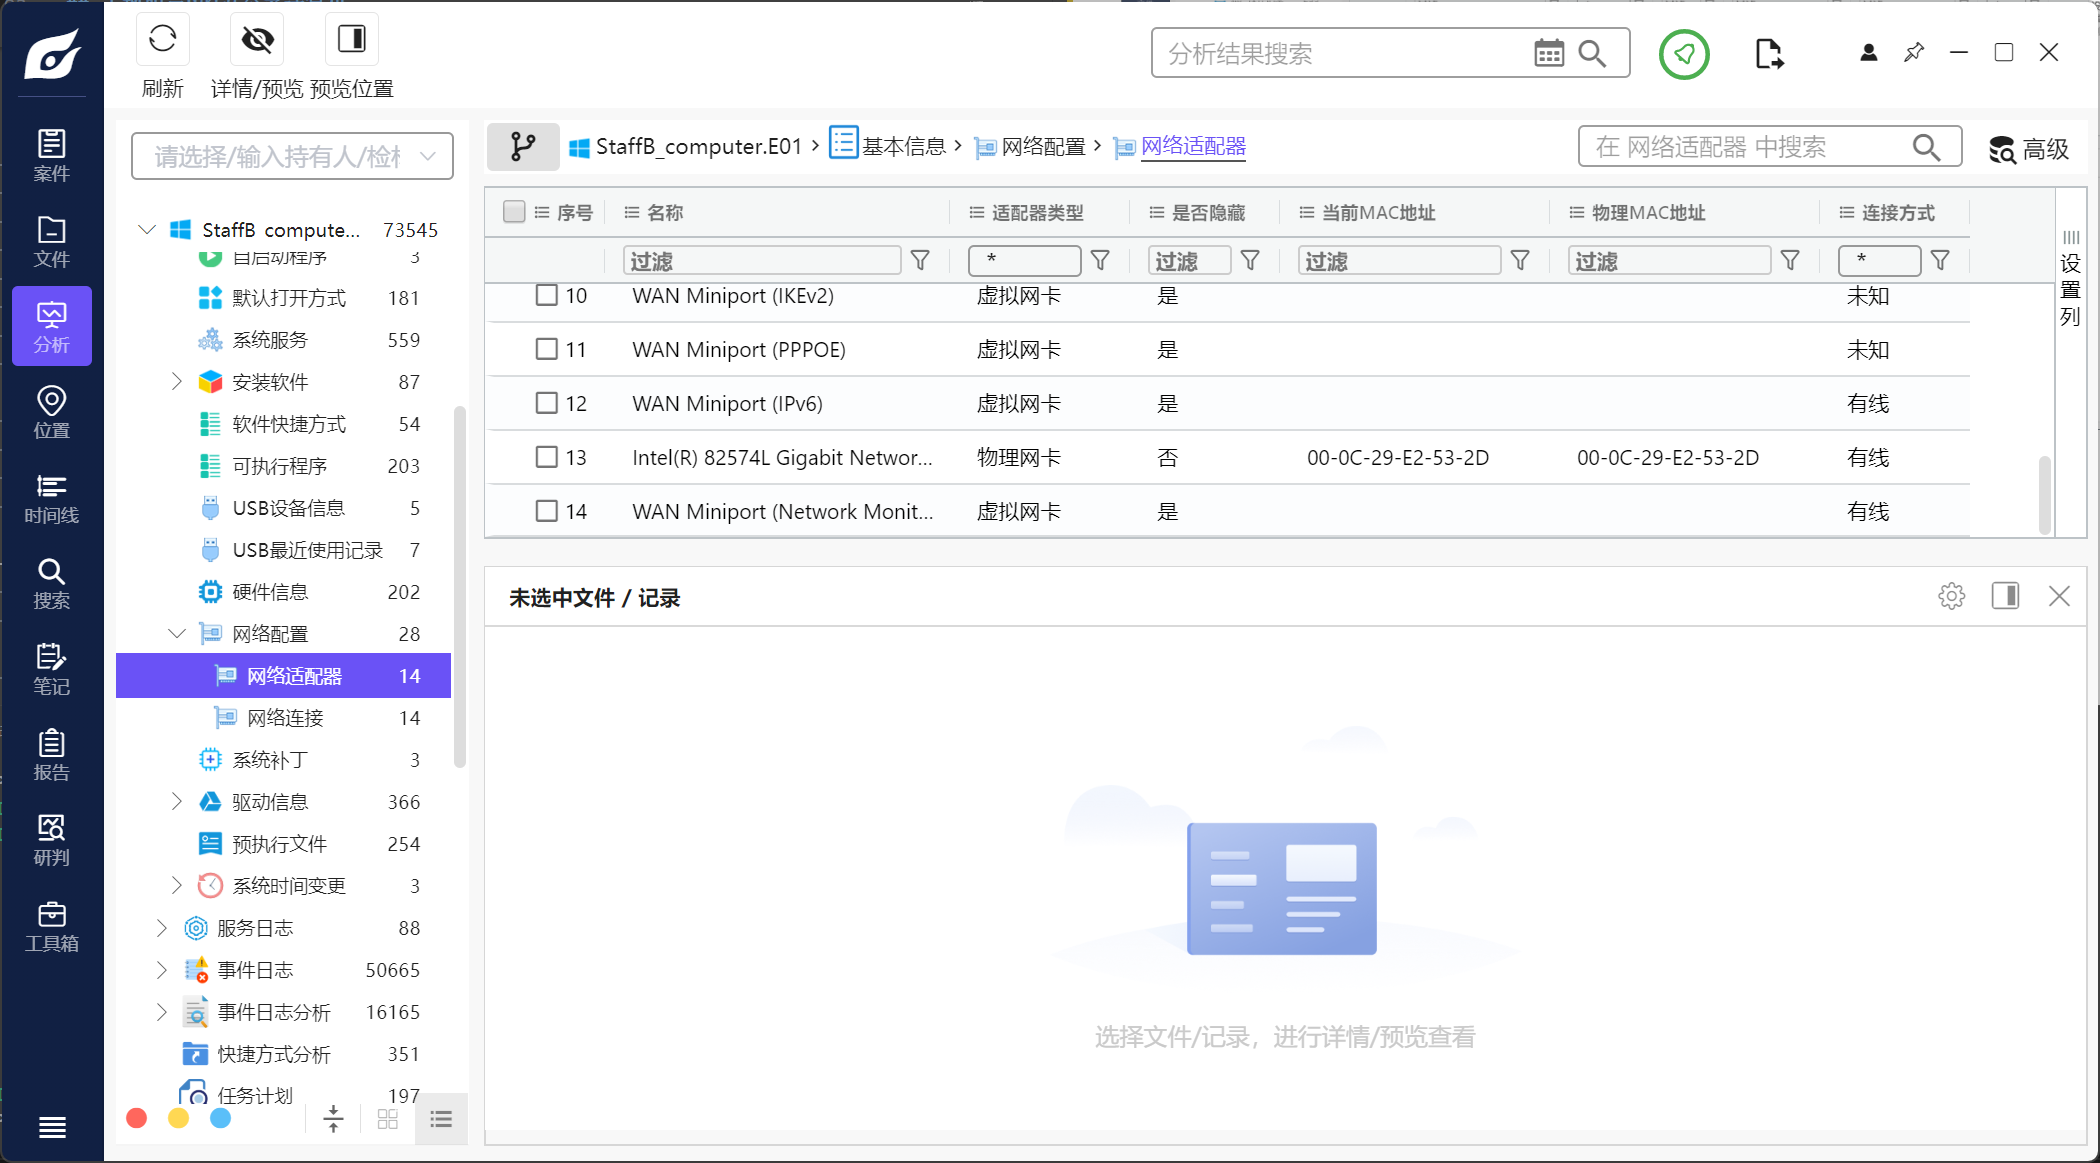 刷新
详情/预览
预览位置
分析结果搜索
案件
文件
分析
位置
时间线
搜索
笔记
报告
研判
工具箱
请选择/输入持有人/检
StaffB_compute... 73545
自启动程序 3
默认打开方式 181
系统服务 559
安装软件 87
软件快捷方式 54
可执行程序 203
USB设备信息 5
USB最近使用记录 7
硬件信息 202
网络配置 28
网络适配器 14
网络连接 14
系统补丁 3
驱动信息 366
预执行文件 254
系统时间变更 3
服务日志 88
事件日志 50665
事件日志分析 16165
快捷方式分析 351
任务计划 197
StaffB_computer.E01 › 基本信息 › 网络配置 › 网络适配器
在 网络适配器 中搜索
高级
序号 名称 适配器类型 是否隐藏 当前MAC地址 物理MAC地址 连接方式
过滤 * 过滤 过滤 过滤 *
10 WAN Miniport (IKEv2) 虚拟网卡 是 未知
11 WAN Miniport (PPPOE) 虚拟网卡 是 未知
12 WAN Miniport (IPv6) 虚拟网卡 是 有线
13 Intel(R) 82574L Gigabit Networ... 物理网卡 否 00-0C-29-E2-53-2D 00-0C-29-E2-53-2D 有线
14 WAN Miniport (Network Monit... 虚拟网卡 是 有线
设置列
未选中文件 / 记录
选择文件/记录，进行详情/预览查看